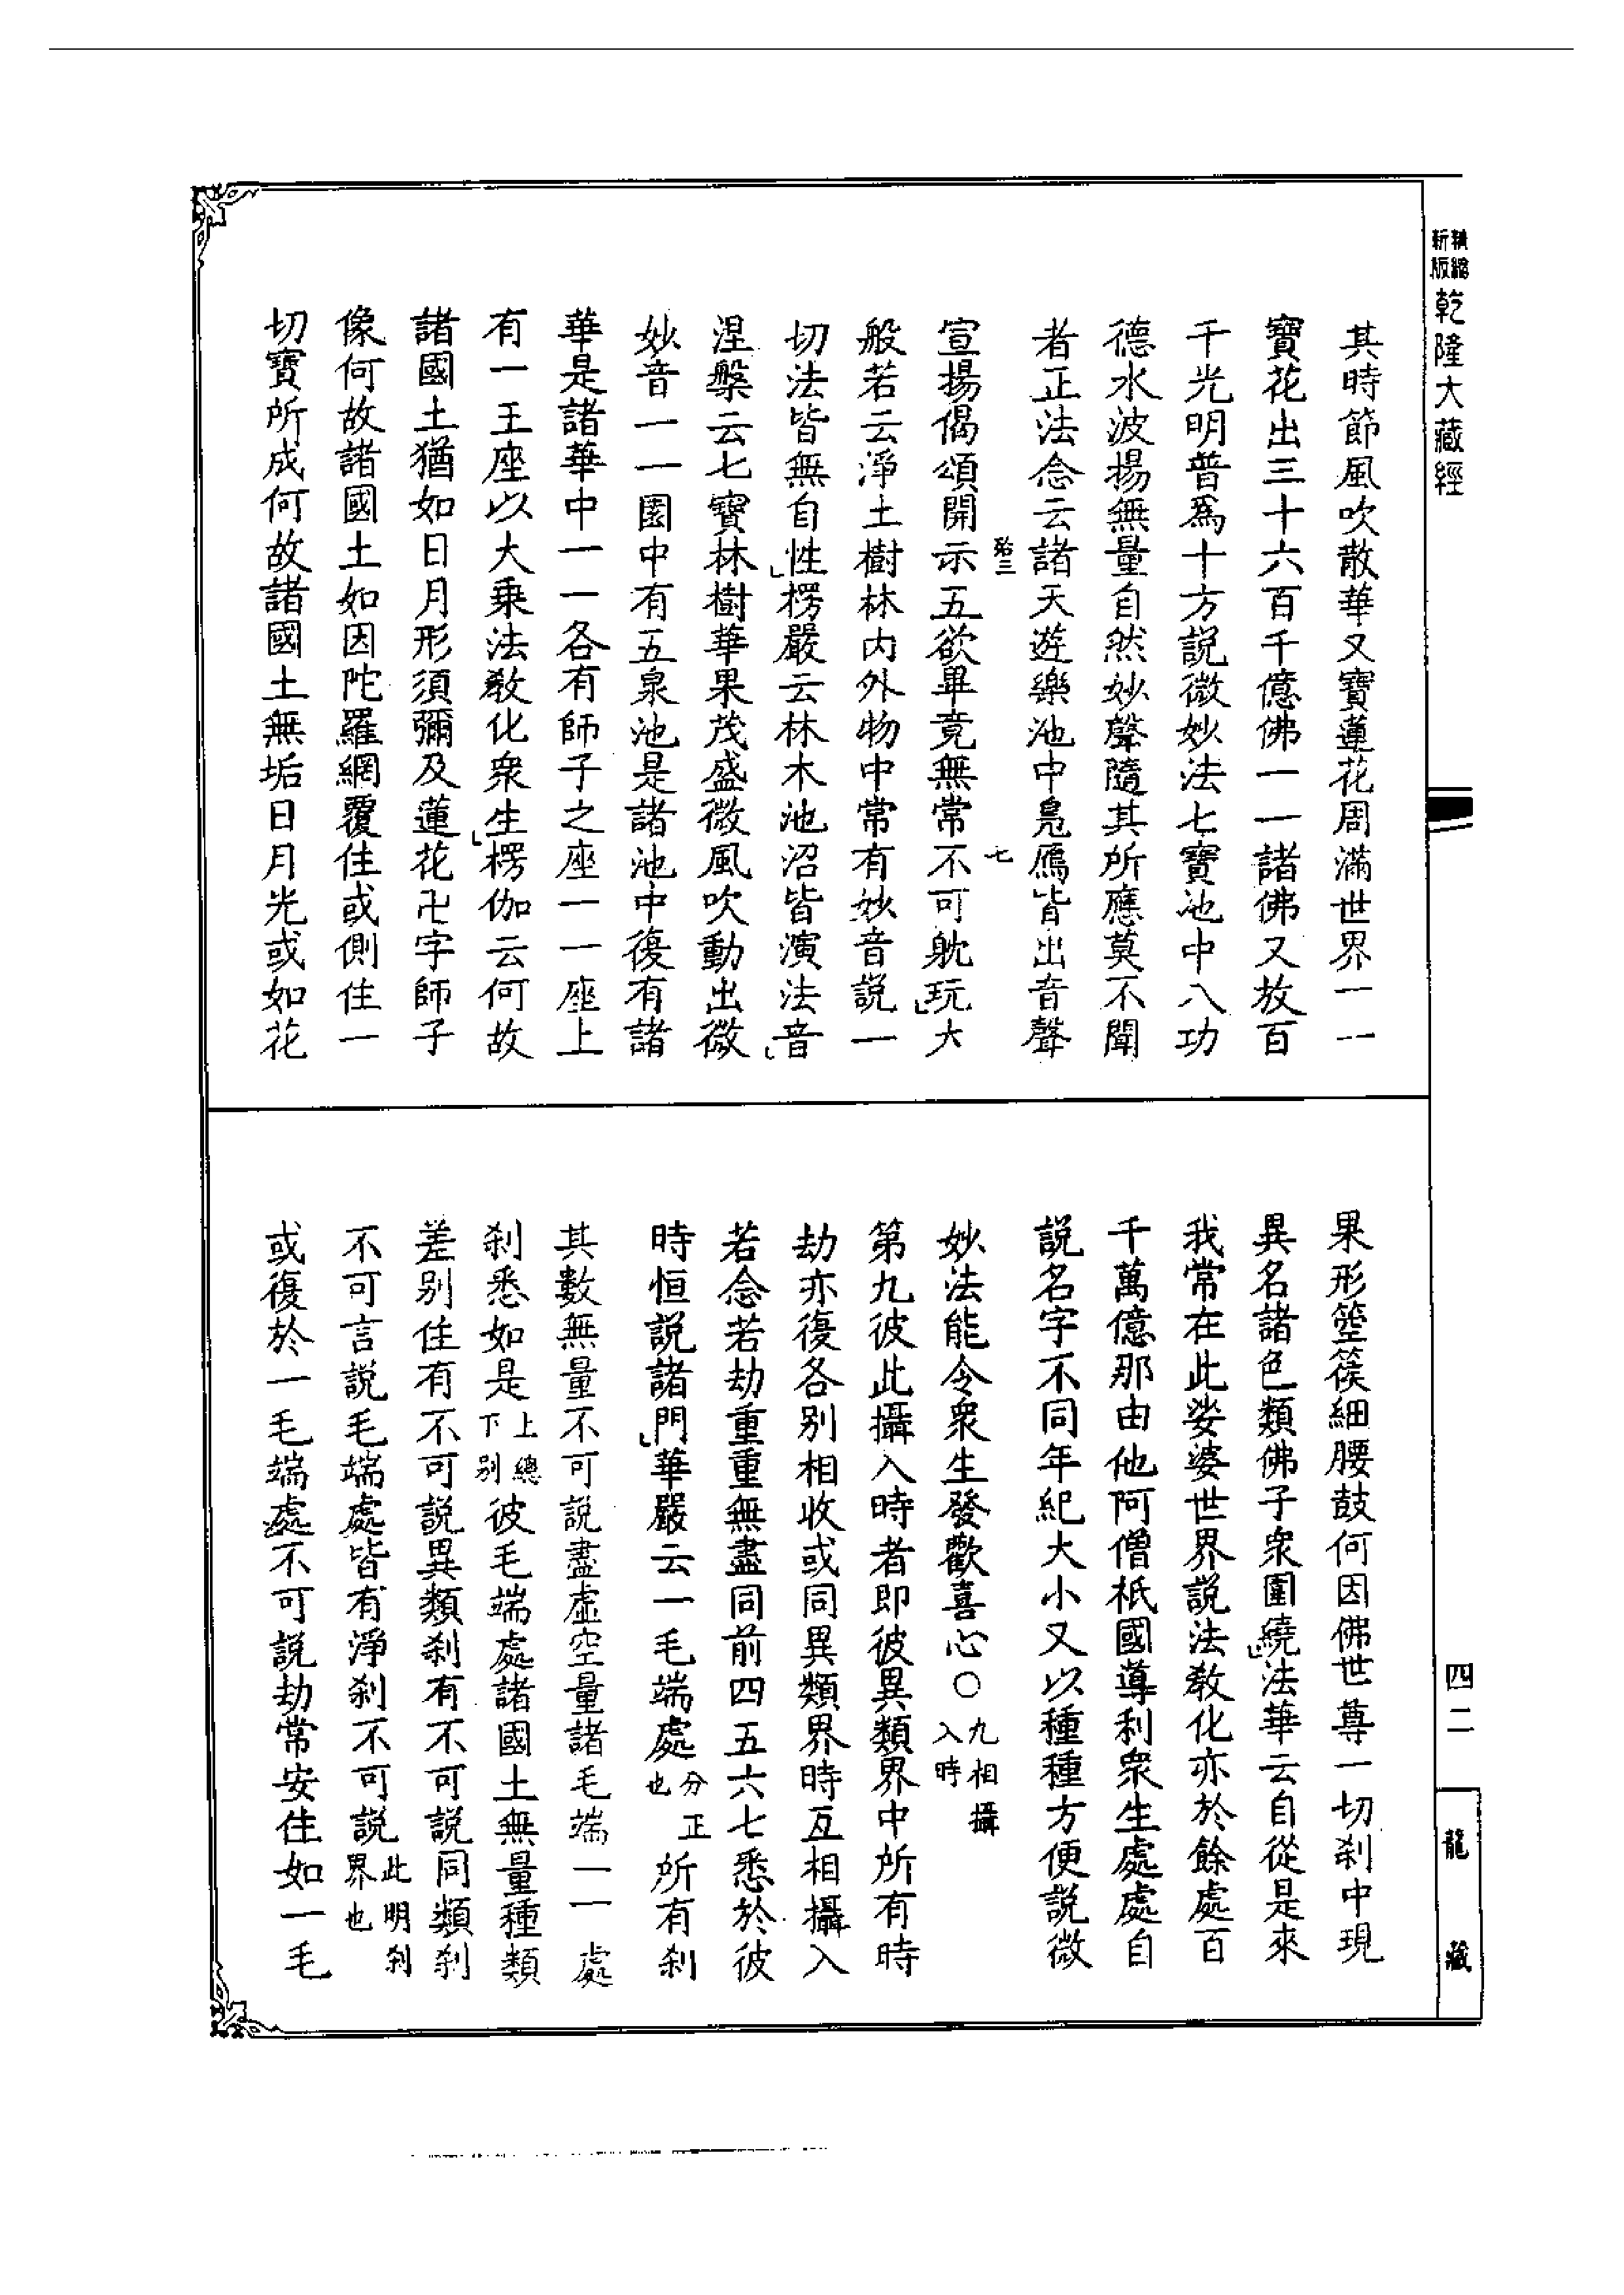 精縮
新版
乾隆大藏經
其時節風吹散華又寶蓮花周滿世界一一
寶花出三十六百千億佛一一諸佛又放百
千光明普為十方說微妙法七寶池中八功
德水波揚無量自然妙聲隨其所應莫不聞
者正法念云諸天遊樂池中鳧鴈皆出音聲
七
宣揚偈頌開示五欲畢竟無常不可躭玩大
般若云淨土樹林內外物中常有妙音說一
切法皆無自性楞嚴云林木池沼皆演法音
涅槃云七寶林樹華果茂盛微風吹動出微
妙音一一園中有五泉池是諸池中復有諸
華是諸華中一一各有師子之座一一座上
有一王座以大乘法教化衆生楞伽云何故
諸國土猶如日月形須彌及蓮花卍字師子
像何故諸國土如因陀羅網覆住或側住一
切寶所成何故諸國土無垢日月光或如花
果形箜篌細腰鼓何因佛世尊一切剎中現
異名諸色類佛子衆圍繞法華云自從是來
我常在此娑婆世界說法教化亦於餘處百
千萬億那由他阿僧祇國導利衆生處處自
說名字不同年紀大小又以種種方便說微
妙法能令衆生發歡喜心○九相攝入時
第九彼此攝入時者即彼異類界中所有時
劫亦復各別相收或同異類界時互相攝入
若念若劫重重無盡同前四五六七悉於彼
時恒說諸門華嚴云一毛端處分正也所有剎
其數無量不可說盡虛空量諸毛端一一處
剎悉如是上總下別彼毛端處諸國土無量種類
差別住有不可說異類剎有不可說同類剎
不可言說毛端處皆有淨剎不可說此明剎界也
或復於一毛端處不可說劫常安住如一毛
四二
龍藏